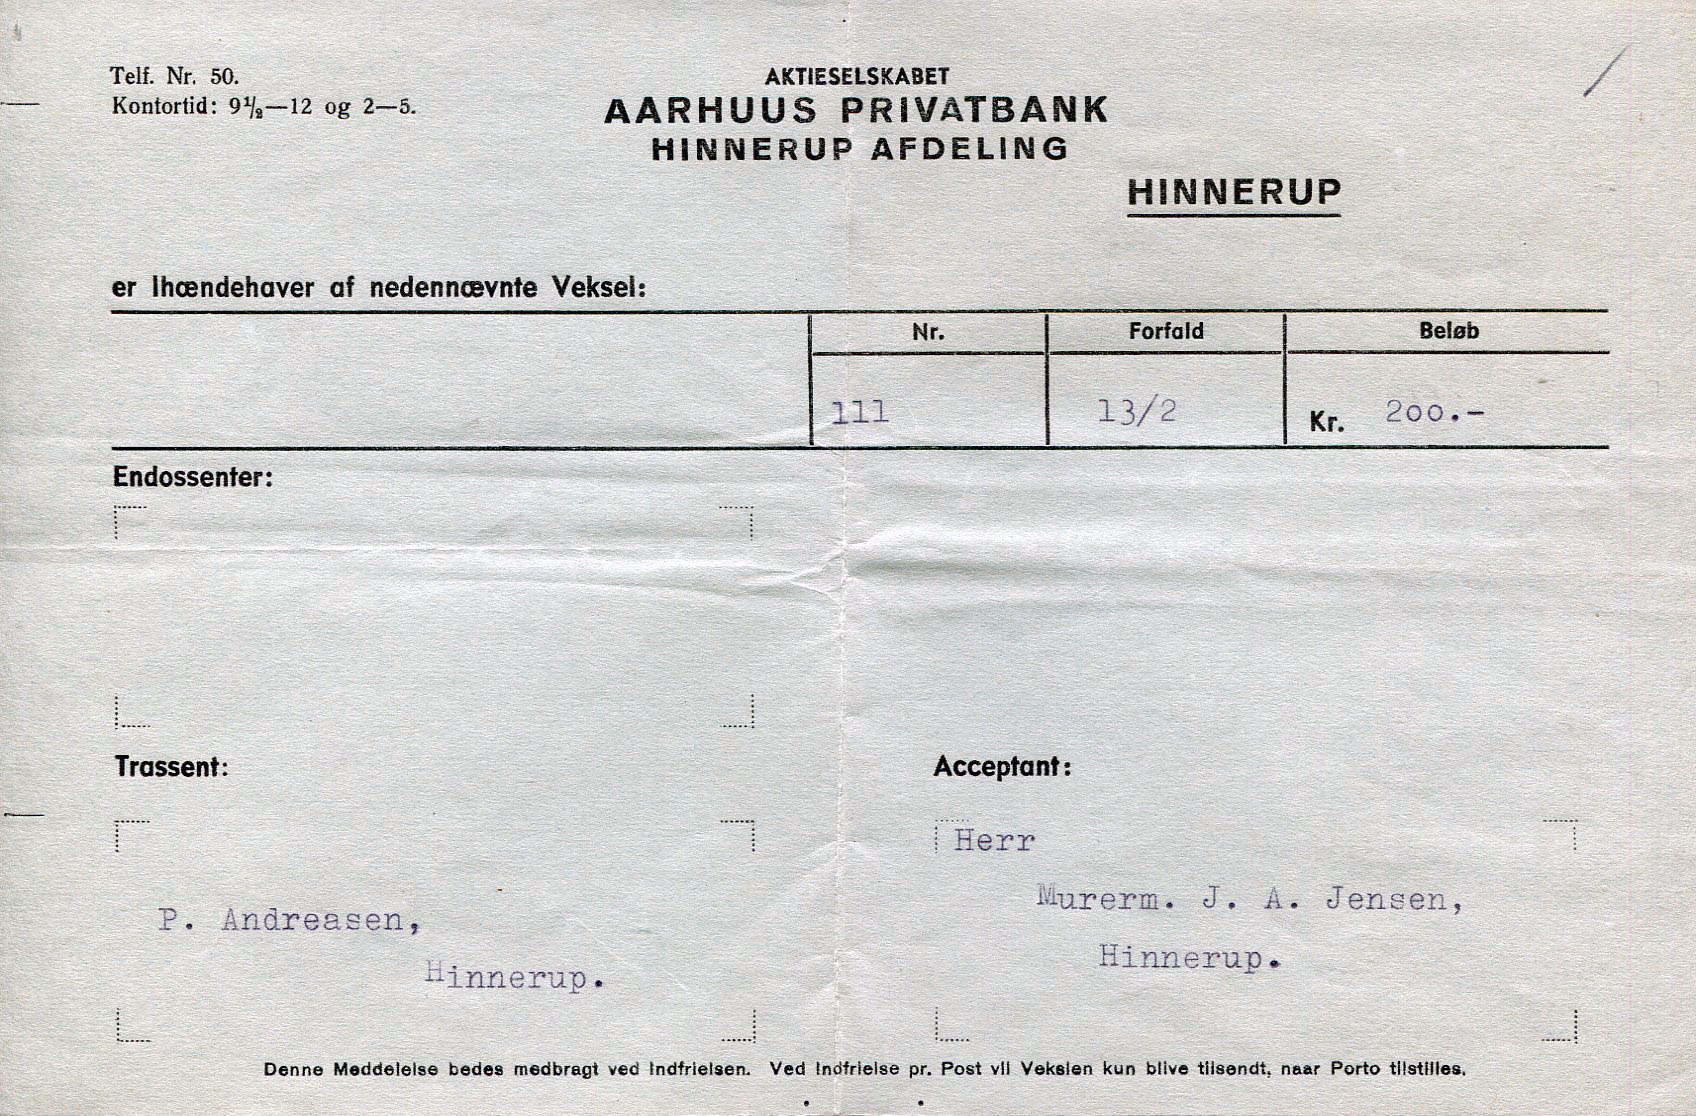 Telf. Nr. 50.
Kontortid: 9½—12 og 2—5.
AKTIESELSKABET
AARHUUS PRIVATBANK
HINNERUP AFDELING
HINNERUP
er Ihændehaver af nedennævnte Veksel:
Nr. Forfald Beløb
111 13/2 Kr. 200.-
Endossenter:
Trassent: Acceptant:
Herr
Murerm. J. A. Jensen,
Hinnerup.
P. Andreasen,
Hinnerup.
Denne Meddelelse bedes medbragt ved Indfrielsen. Ved Indfrielse pr. Post vil Vekslen kun blive tilsendt, naar Porto tilstilles.